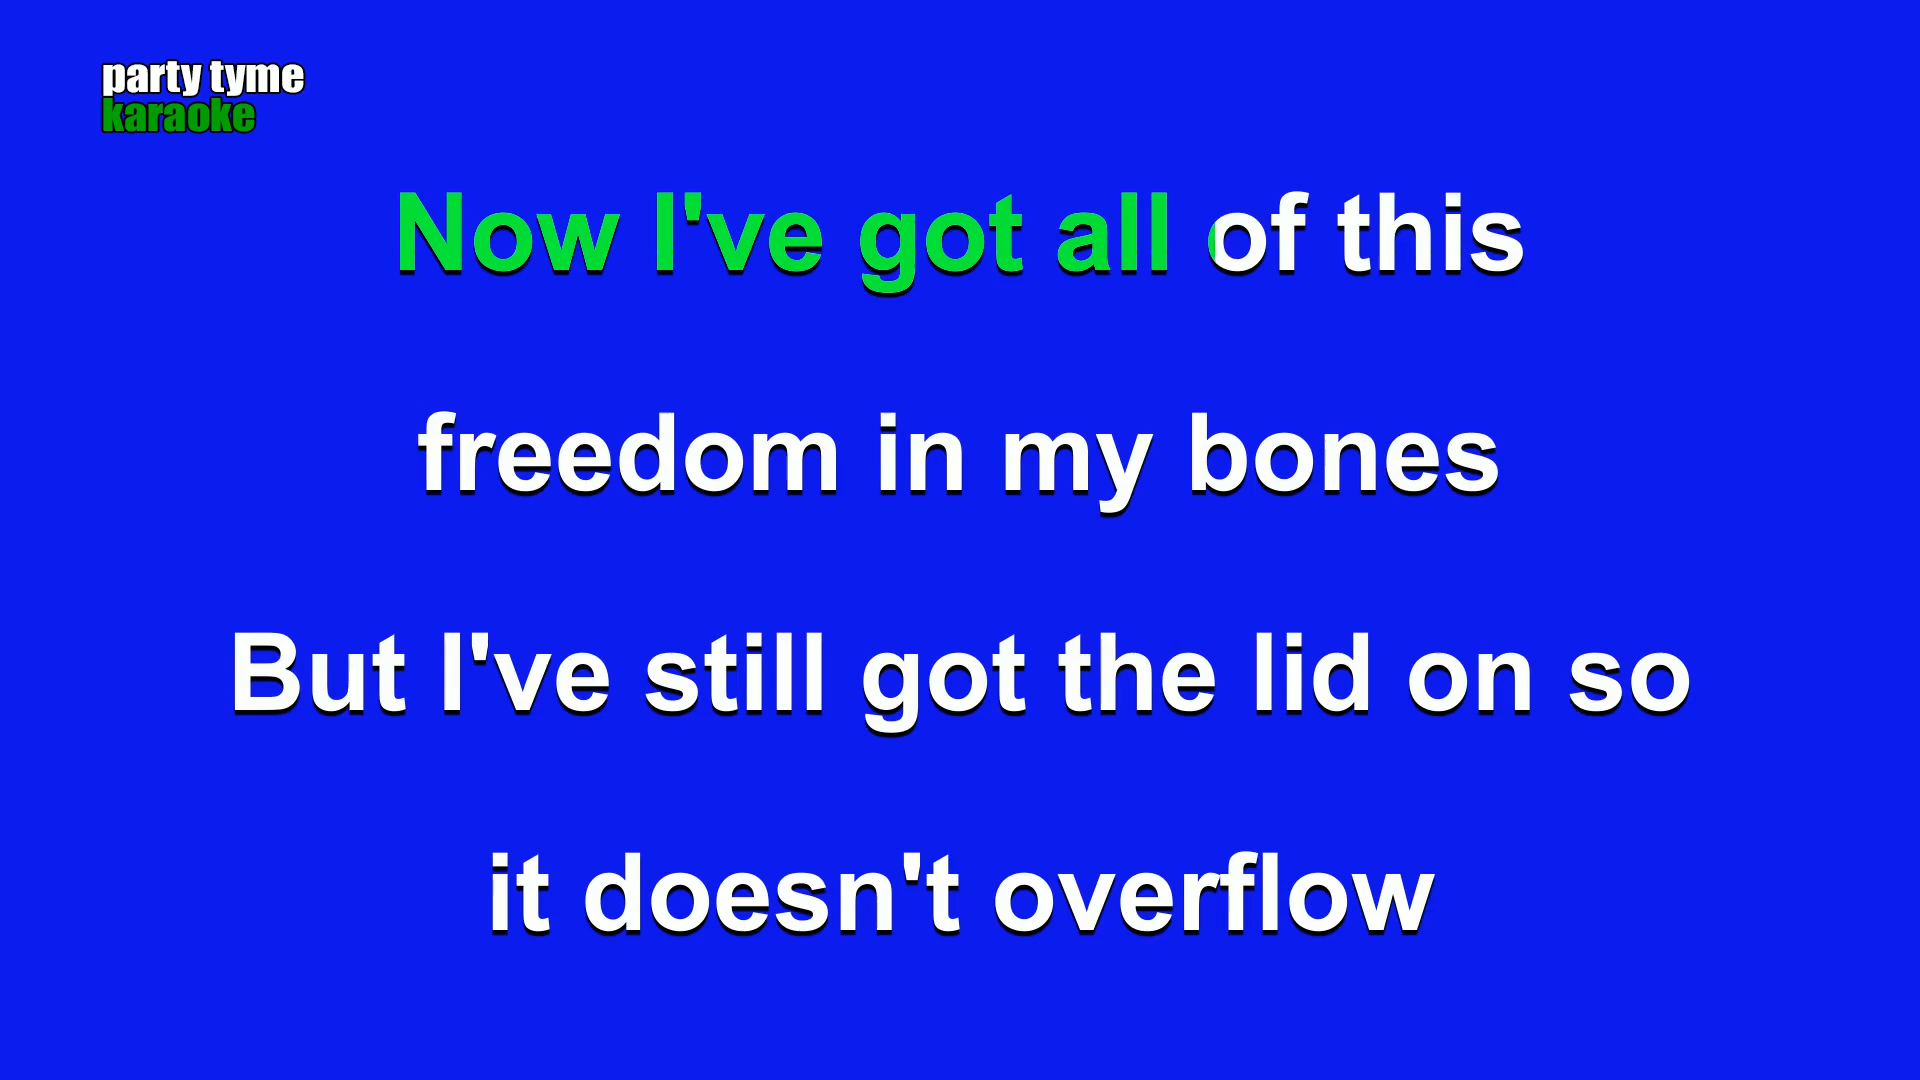 party tyme
karaoke
Now I've got all of this
freedom in my bones
But I've still got the lid on so
it doesn't overflow